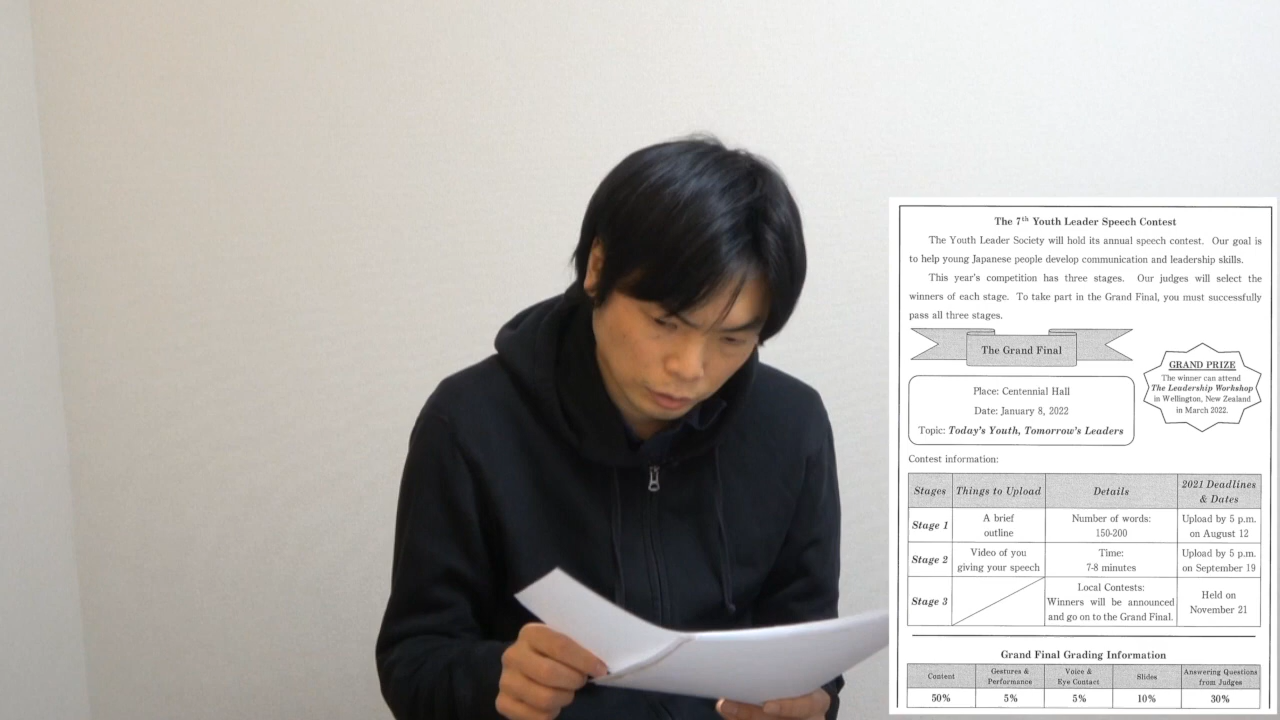 The 7th Youth Leader Speech Contest
The Youth Leader Society will hold its annual speech contest. Our goal is
to help young Japanese people develop communication and leadership skills.
This year's competition has three stages. Our judges will select the
winners of each stage. To take part in the Grand Final, you must successfully
pass all three stages.
The Grand Final
GRAND PRIZE
The winner can attend
The Leadership Workshop
in Wellington, New Zealand
in March 2022.
Place: Centennial Hall
Date: January 8, 2022
Topic: Today's Youth, Tomorrow's Leaders
Contest information:
Stages Things to Upload Details 2021 Deadlines & Dates
Stage 1 A brief outline Number of words: 150-200 Upload by 5 p.m. on August 12
Stage 2 Video of you giving your speech Time: 7-8 minutes Upload by 5 p.m. on September 19
Stage 3 Local Contests: Winners will be announced and go on to the Grand Final. Held on November 21
Grand Final Grading Information
Content Gestures & Performance Voice & Eye Contact Slides Answering Questions from Judges
50% 5% 5% 10% 30%